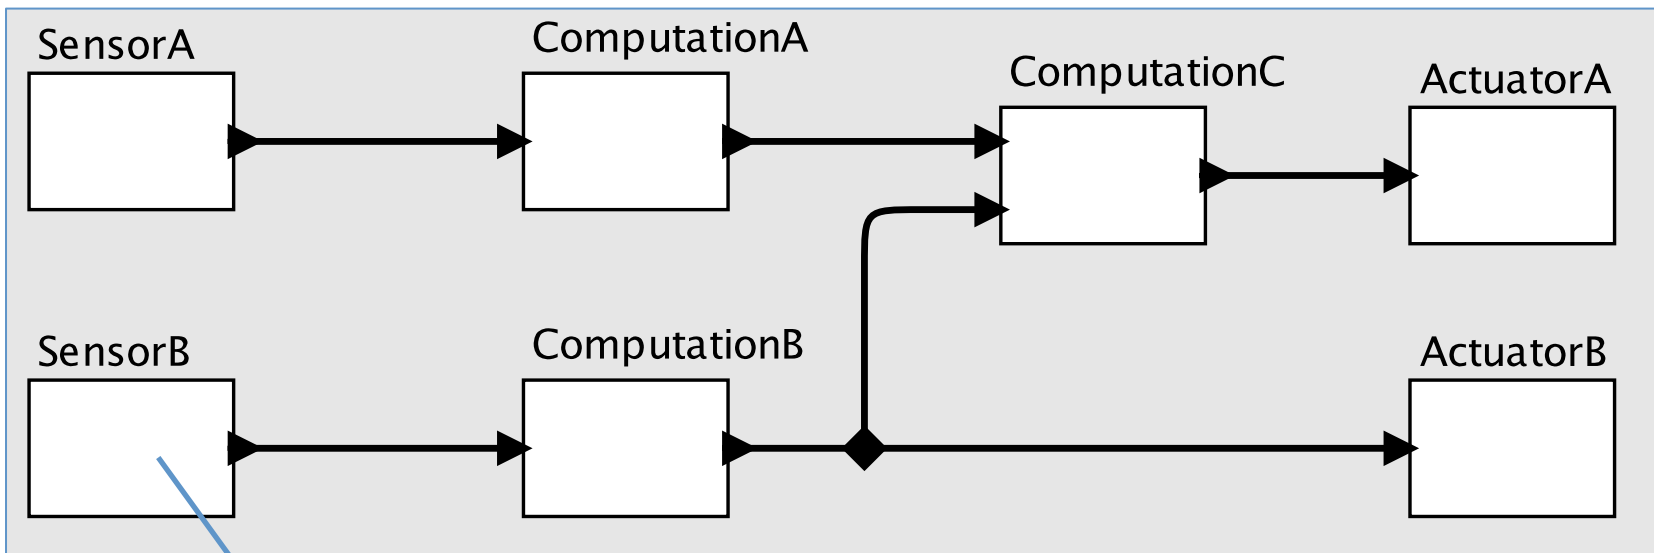 SensorA
ComputationA
ComputationC
ActuatorA
SensorB
ComputationB
ActuatorB